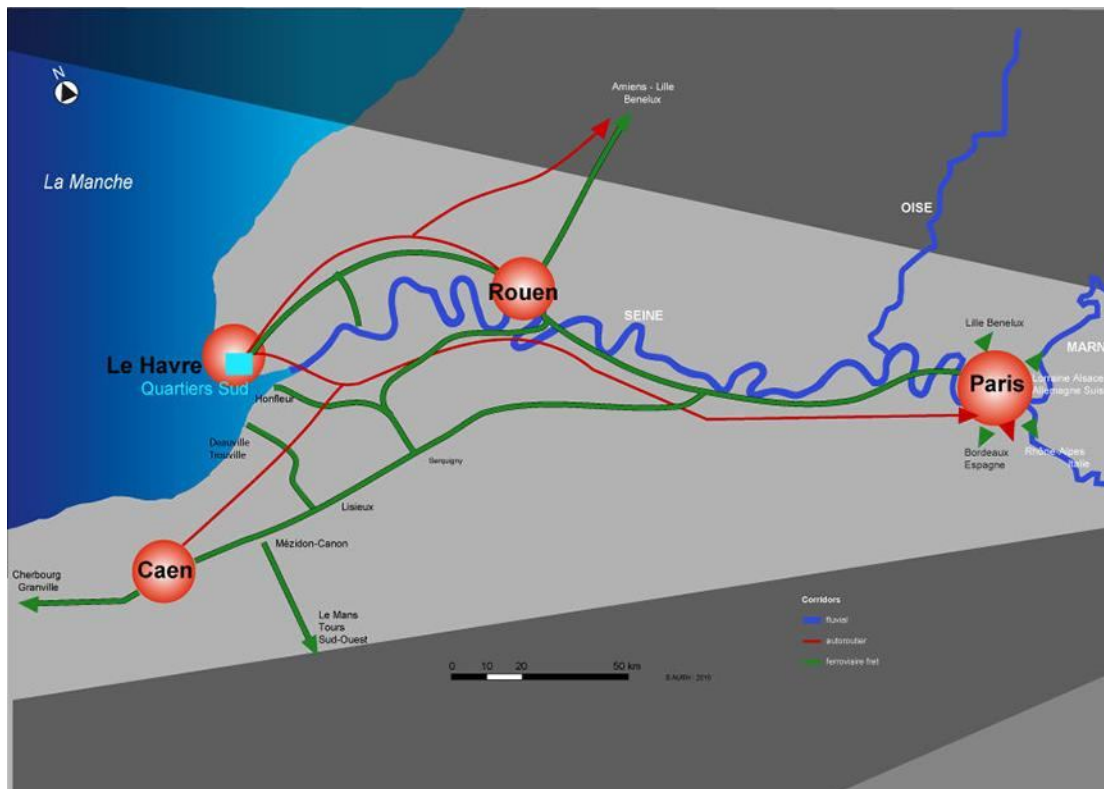 N
La Manche
Amiens - Lille
Benelux
OISE
Rouen
SEINE
Lille Benelux
MARN
Le Havre
Quartiers Sud
Paris
Lorraine Alsace
Allemagne Suis
Honfleur
Deauville
Trouville
Serquigny
Bordeaux
Espagne
Rhône Alpes
Italie
Lisieux
Mézidon-Canon
Caen
Cherbourg
Granville
Le Mans
Tours
Sud-Ouest
Corridors
fluvial
autoroutier
ferroviaire fret
0 10 20 50 km